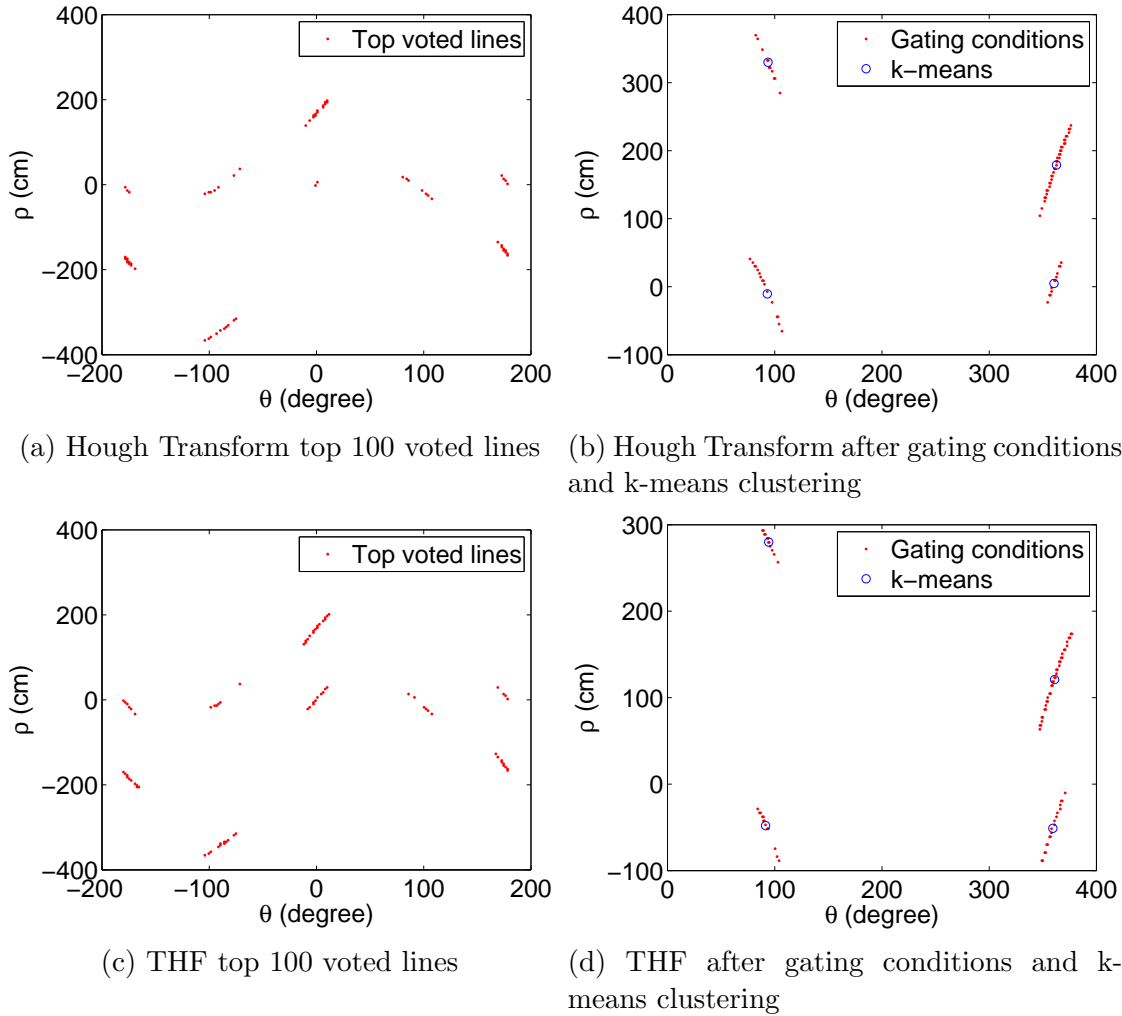 400
200
0
−200
−400
−200
−100
0
100
200
ρ (cm)
θ (degree)
Top voted lines
400
300
200
100
0
−100
0
100
200
300
400
ρ (cm)
θ (degree)
Gating conditions
k−means
(a) Hough Transform top 100 voted lines
(b) Hough Transform after gating conditions
and k-means clustering
400
200
0
−200
−400
−200
−100
0
100
200
ρ (cm)
θ (degree)
Top voted lines
300
200
100
0
−100
0
100
200
300
400
ρ (cm)
θ (degree)
Gating conditions
k−means
(c) THF top 100 voted lines
(d) THF after gating conditions and k-
means clustering